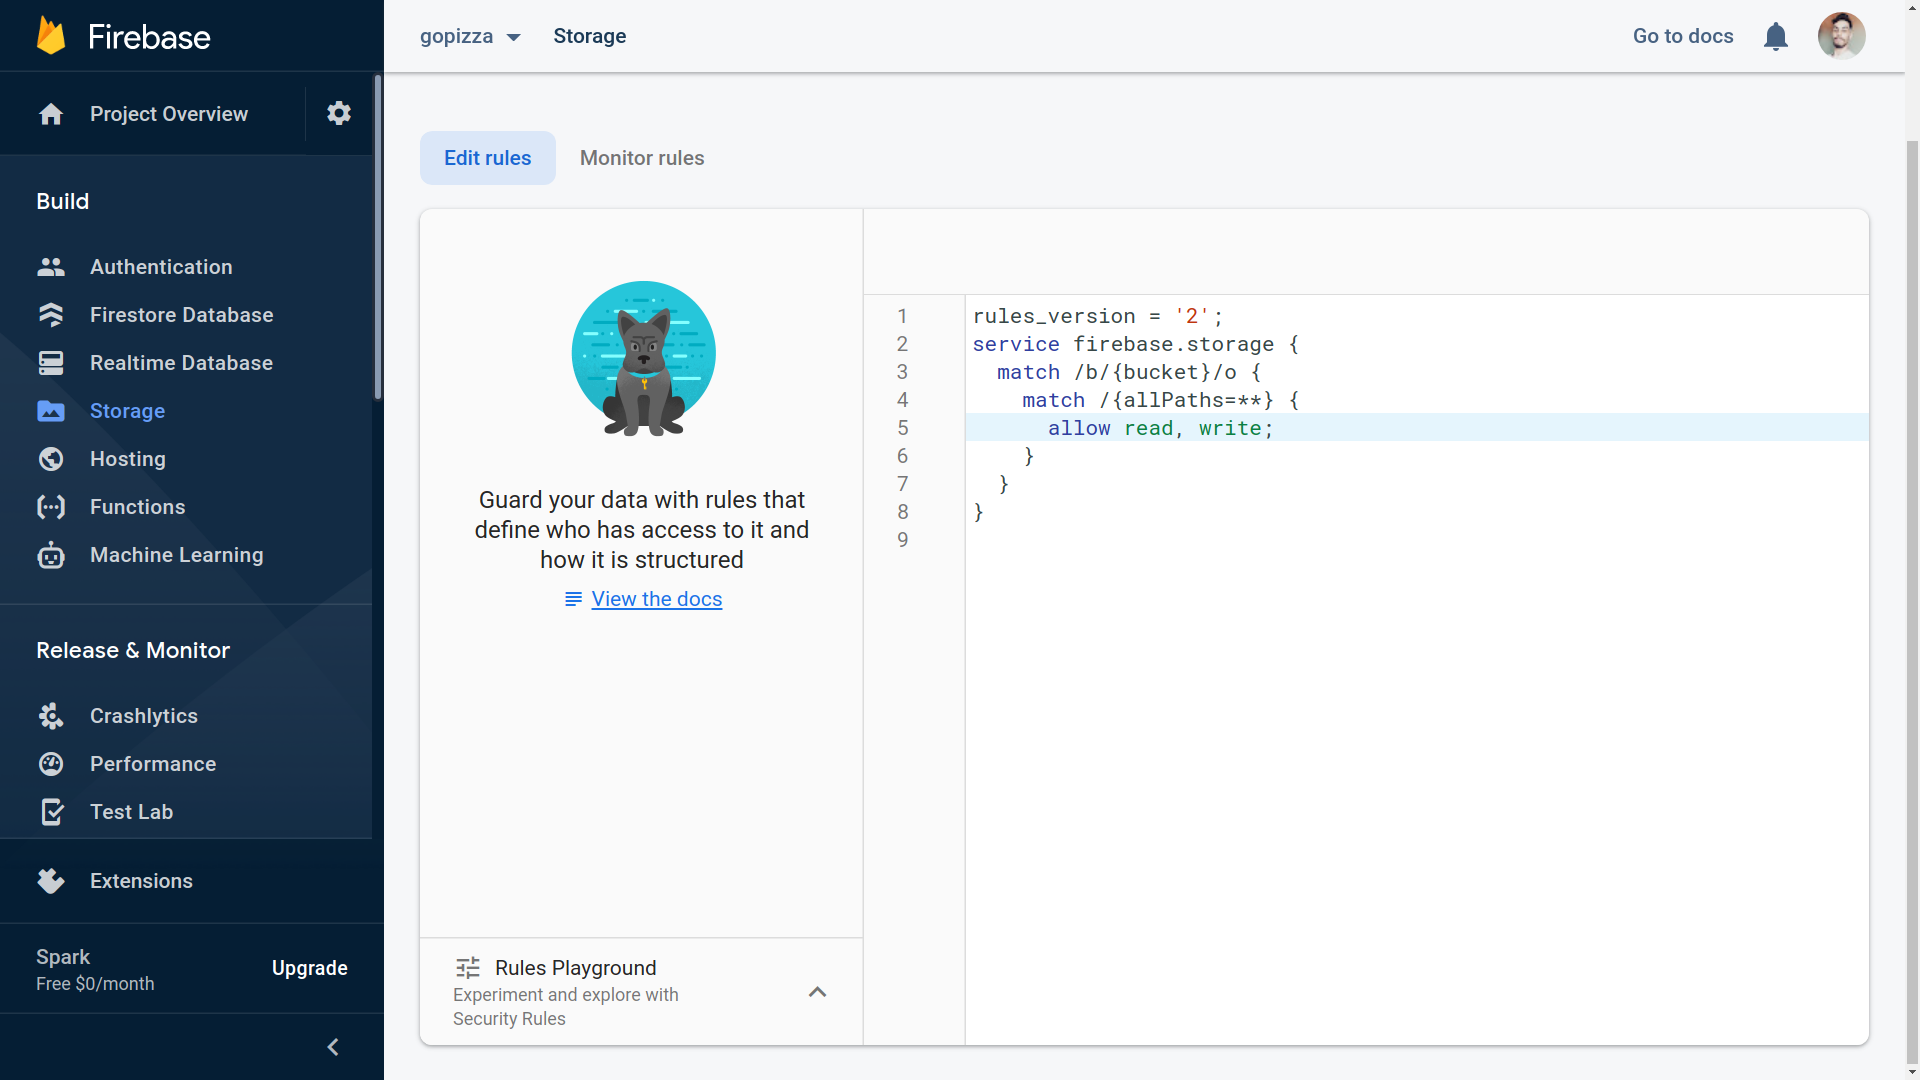 Firebase
gopizza
Storage
Go to docs
Project Overview
Build
Authentication
Firestore Database
Realtime Database
Storage
Hosting
Functions
Machine Learning
Release & Monitor
Crashlytics
Performance
Test Lab
Extensions
Spark
Free $0/month
Upgrade
Edit rules
Monitor rules
Guard your data with rules that
define who has access to it and
how it is structured
View the docs
Rules Playground
Experiment and explore with
Security Rules
1 rules_version = '2';
2 service firebase.storage {
3   match /b/{bucket}/o {
4     match /{allPaths=**} {
5       allow read, write;
6     }
7   }
8 }
9